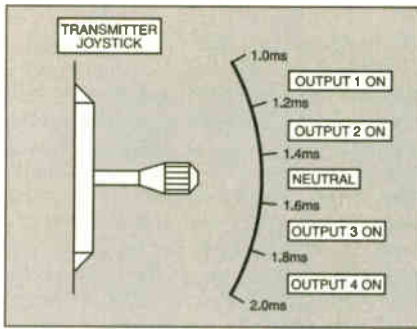 TRANSMITTER
JOYSTICK
1.0ms
OUTPUT 1 ON
1.2ms
OUTPUT 2 ON
1.4ms
NEUTRAL
1.6ms
OUTPUT 3 ON
1.8ms
OUTPUT 4 ON
2.0ms